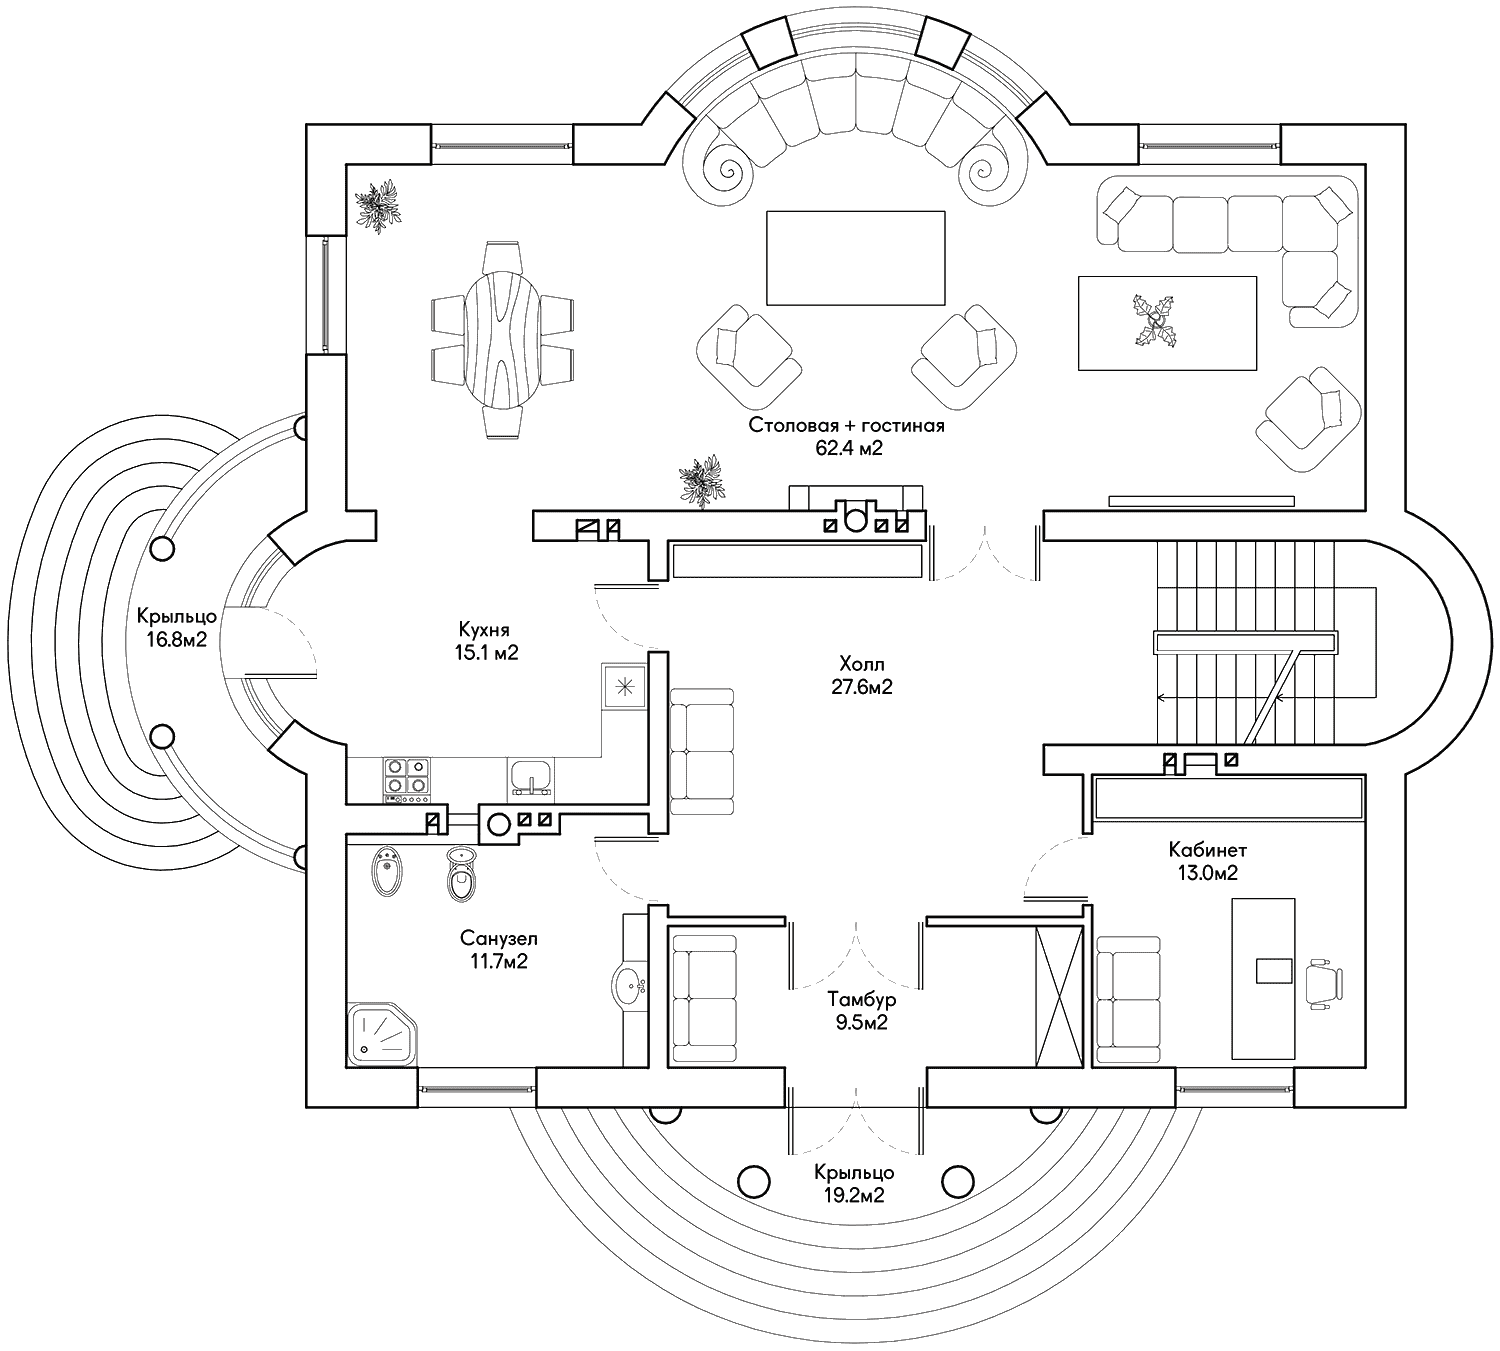 Столовая + гостиная
62.4 м2
Крыльцо
16.8м2
Кухня
15.1 м2
Холл
27.6м2
Кабинет
13.0м2
Санузел
11.7м2
Тамбур
9.5м2
Крыльцо
19.2м2